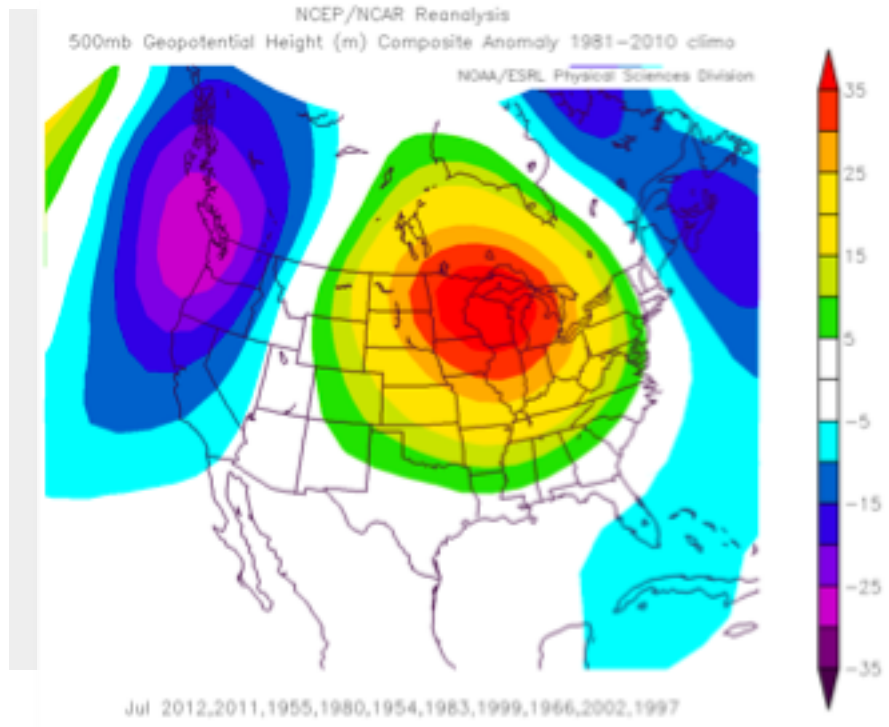 NCEP/NCAR Reanalysis
500mb Geopotential Height (m) Composite Anomaly 1981-2010 climo
NOAA/ESRL Physical Sciences Division
35
25
15
5
-5
-15
-25
-35
Jul 2012,2011,1955,1980,1954,1983,1999,1966,2002,1997